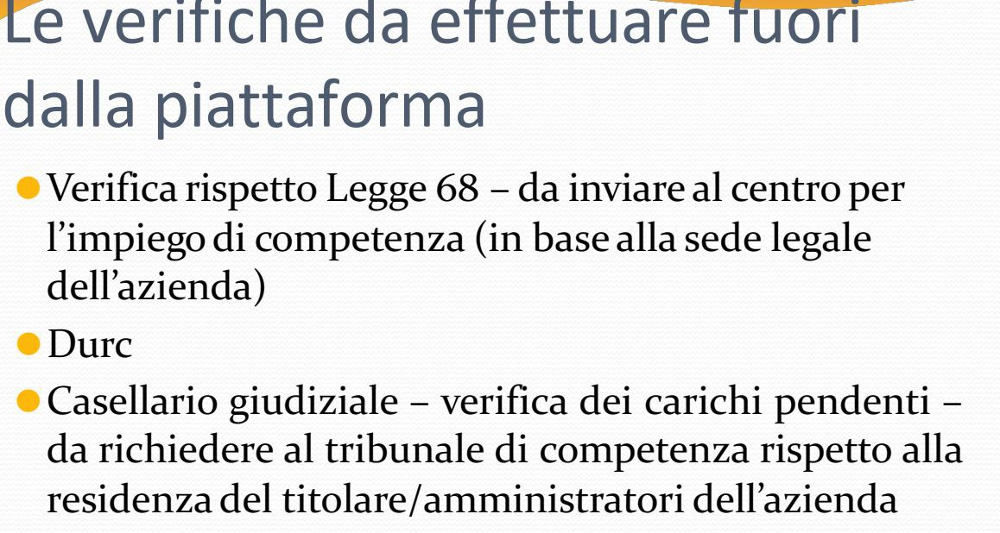 Le verifiche da effettuare fuori
dalla piattaforma
Verifica rispetto Legge 68 – da inviare al centro per
l’impiego di competenza (in base alla sede legale
dell’azienda)
Durc
Casellario giudiziale – verifica dei carichi pendenti –
da richiedere al tribunale di competenza rispetto alla
residenza del titolare/amministratori dell’azienda